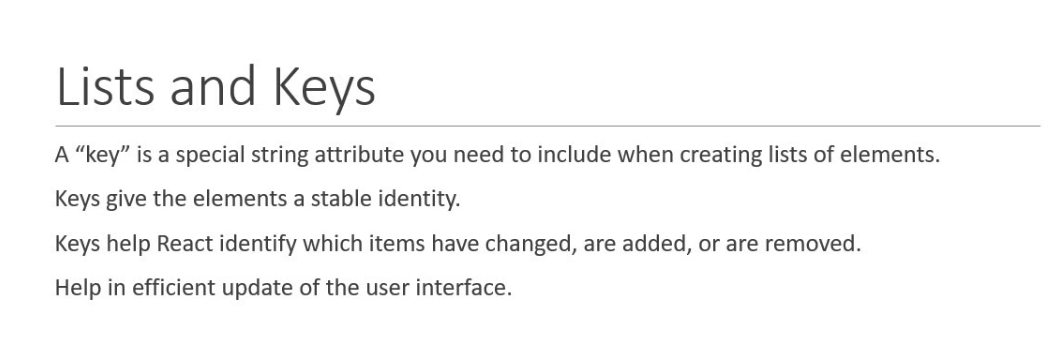 Lists and Keys
A “key” is a special string attribute you need to include when creating lists of elements.
Keys give the elements a stable identity.
Keys help React identify which items have changed, are added, or are removed.
Help in efficient update of the user interface.